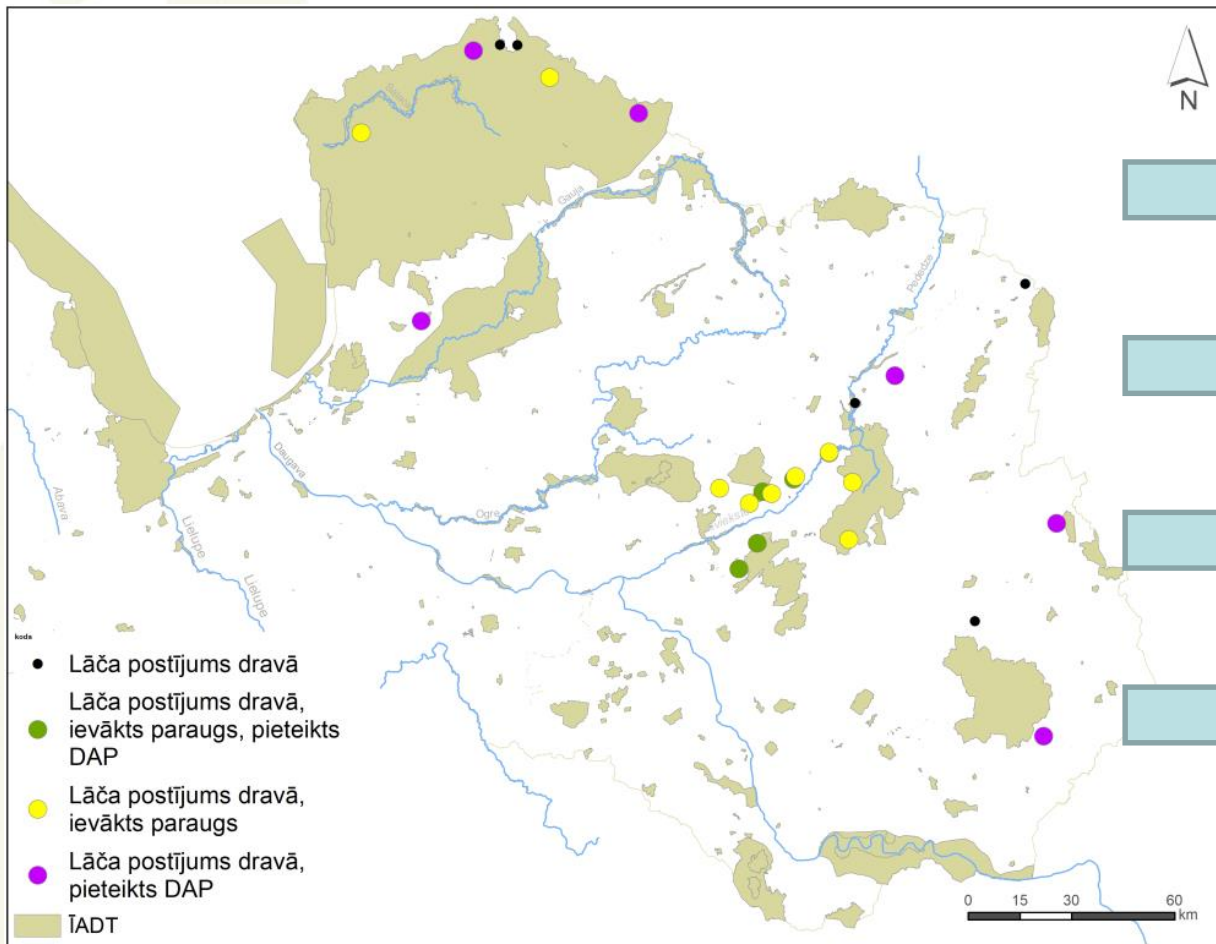 N
Salaca
Gauja
Pededze
Abava
Daugava
Lielupe
Lielupe
Ogre
koda
Lāča postījums dravā
Lāča postījums dravā,
ievākts paraugs, pieteikts
DAP
Lāča postījums dravā,
ievākts paraugs
Lāča postījums dravā,
pieteikts DAP
ĪADT
0 15 30 60
km